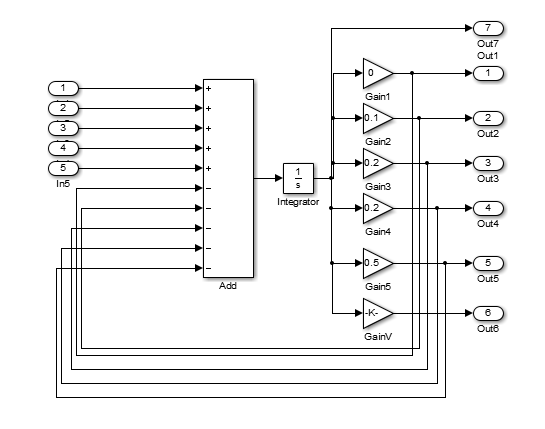 7
Out7
Out1
1
0
Gain1
1
2
3
4
5
In5
+
+
+
+
+
−
−
−
−
−
Add
1
s
Integrator
0.1
Gain2
2
Out2
0.2
Gain3
3
Out3
0.2
Gain4
4
Out4
0.5
Gain5
5
Out5
-K-
GainV
6
Out6